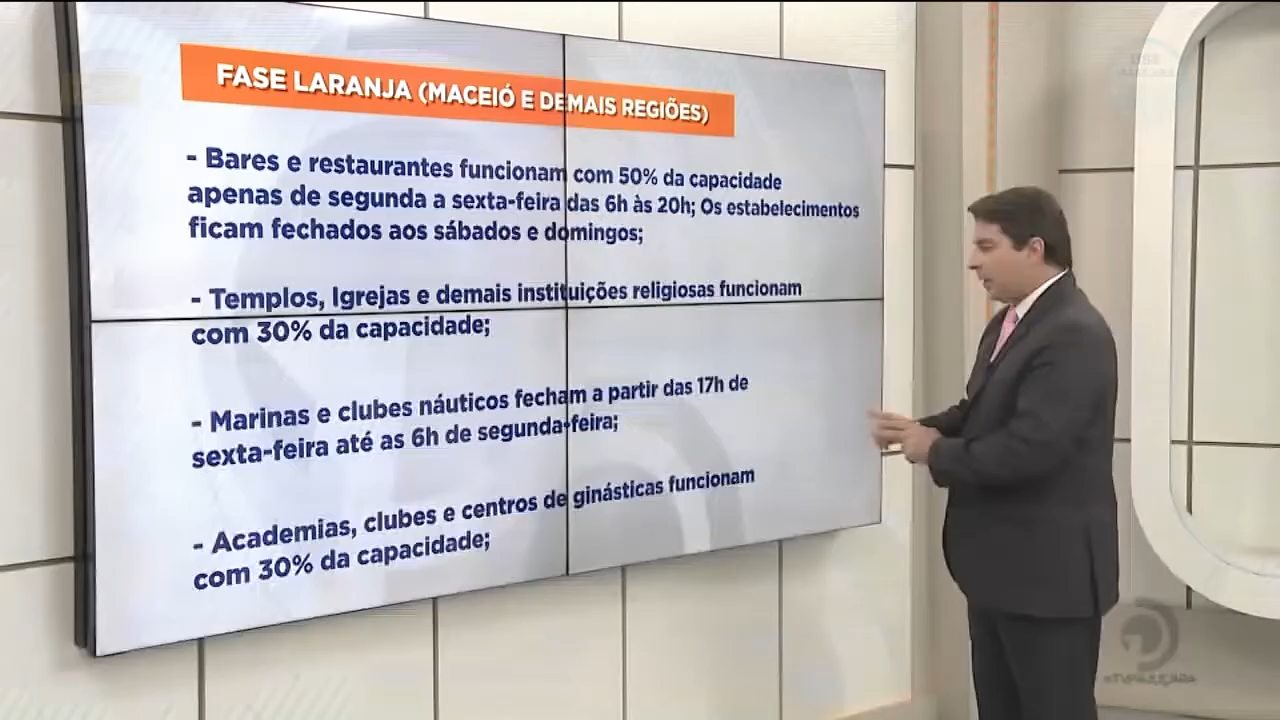 FASE LARANJA (MACEIÓ E DEMAIS REGIÕES)
- Bares e restaurantes funcionam com 50% da capacidade
apenas de segunda a sexta-feira das 6h às 20h; Os estabelecimentos
ficam fechados aos sábados e domingos;
- Templos, Igrejas e demais instituições religiosas funcionam
com 30% da capacidade;
- Marinas e clubes náuticos fecham a partir das 17h de
sexta-feira até as 6h de segunda-feira;
- Academias, clubes e centros de ginásticas funcionam
com 30% da capacidade;